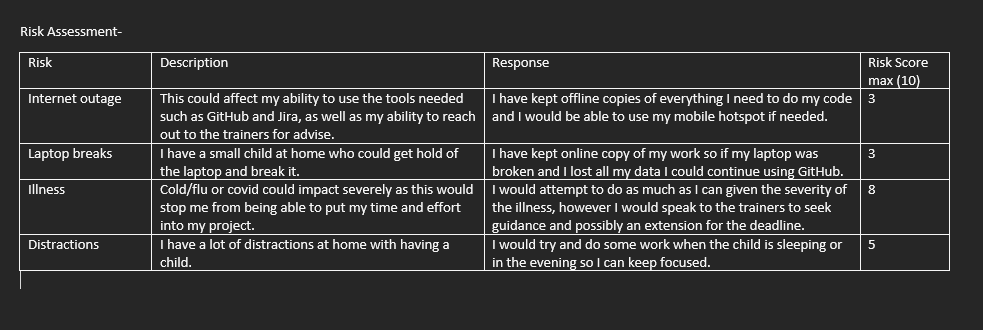 Risk Assessment-
Risk Description Response Risk Score
max (10)
Internet outage This could affect my ability to use the tools needed I have kept offline copies of everything I need to do my code 3
such as GitHub and Jira, as well as my ability to reach and I would be able to use my mobile hotspot if needed.
out to the trainers for advise.
Laptop breaks I have a small child at home who could get hold of I have kept online copy of my work so if my laptop was 3
the laptop and break it. broken and I lost all my data I could continue using GitHub.
Illness Cold/flu or covid could impact severely as this would I would attempt to do as much as I can given the severity of 8
stop me from being able to put my time and effort the illness, however I would speak to the trainers to seek
into my project. guidance and possibly an extension for the deadline.
Distractions I have a lot of distractions at home with having a I would try and do some work when the child is sleeping or 5
child. in the evening so I can keep focused.